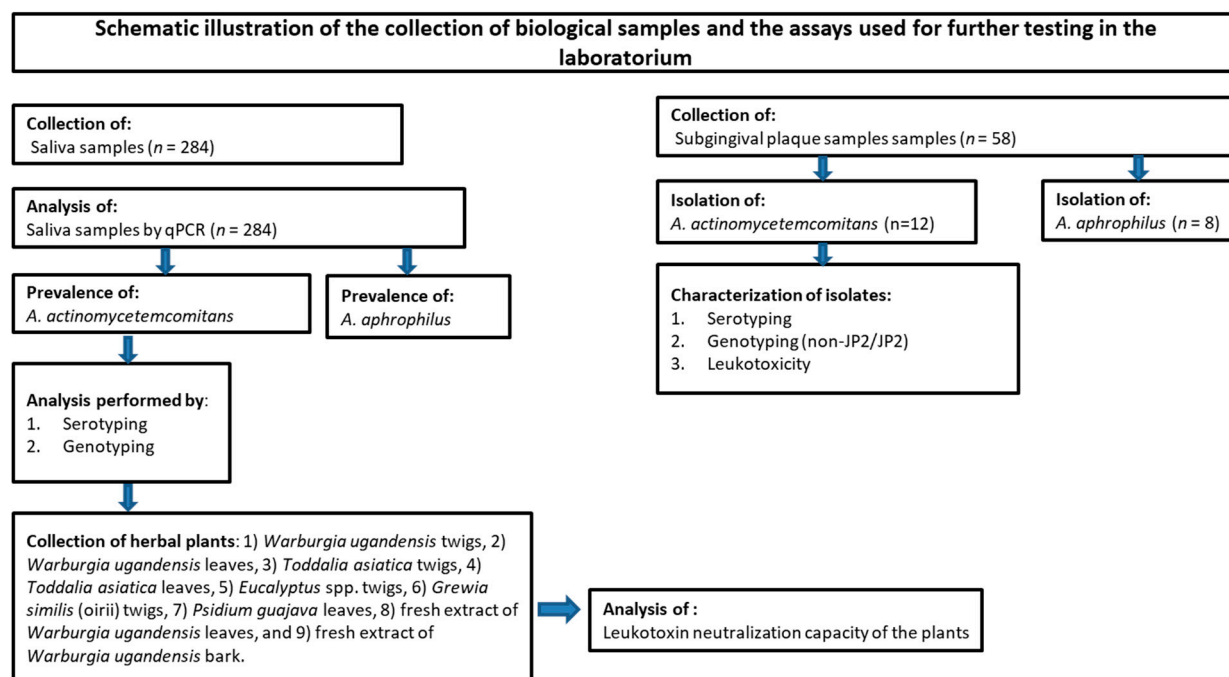 Schematic illustration of the collection of biological samples and the assays used for further testing in the
laboratorium
Collection of:
Saliva samples (n = 284)
Analysis of:
Saliva samples by qPCR (n = 284)
Prevalence of:
A. actinomycetemcomitans
Prevalence of:
A. aphrophilus
Analysis performed by:
1. Serotyping
2. Genotyping
Collection of herbal plants: 1) Warburgia ugandensis twigs, 2)
Warburgia ugandensis leaves, 3) Toddalia asiatica twigs, 4)
Toddalia asiatica leaves, 5) Eucalyptus spp. twigs, 6) Grewia
similis (oirii) twigs, 7) Psidium guajava leaves, 8) fresh extract of
Warburgia ugandensis leaves, and 9) fresh extract of
Warburgia ugandensis bark.
Analysis of :
Leukotoxin neutralization capacity of the plants
Collection of:
Subgingival plaque samples samples (n = 58)
Isolation of:
A. actinomycetemcomitans (n=12)
Isolation of:
A. aphrophilus (n = 8)
Characterization of isolates:
1. Serotyping
2. Genotyping (non-JP2/JP2)
3. Leukotoxicity